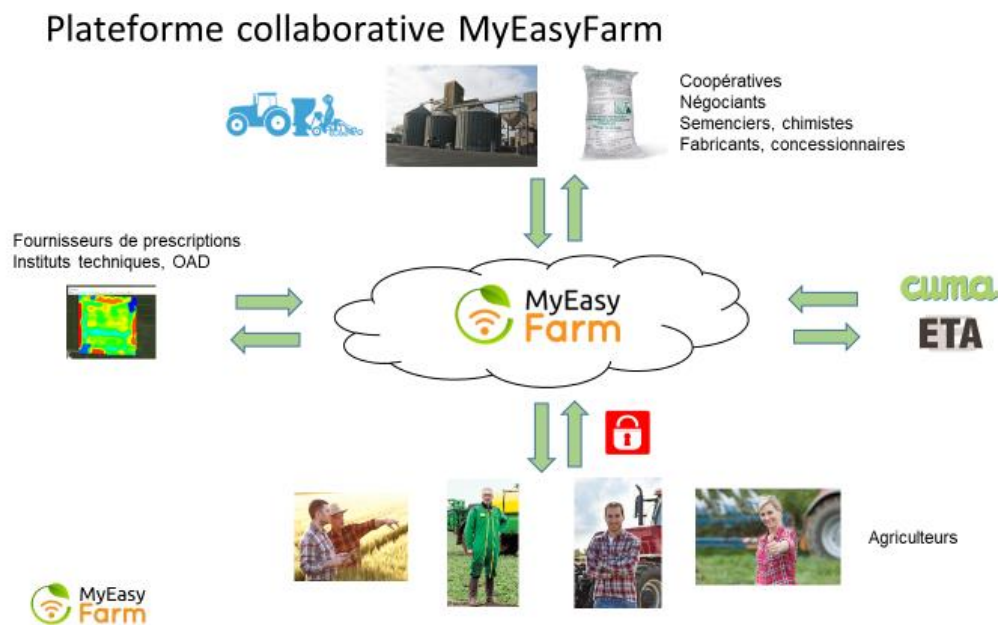 Plateforme collaborative MyEasyFarm
Coopératives
Négociants
Semenciers, chimistes
Fabricants, concessionnaires
Fournisseurs de prescriptions
Instituts techniques, OAD
MyEasy
Farm
cuma
ETA
Agriculteurs
MyEasy
Farm